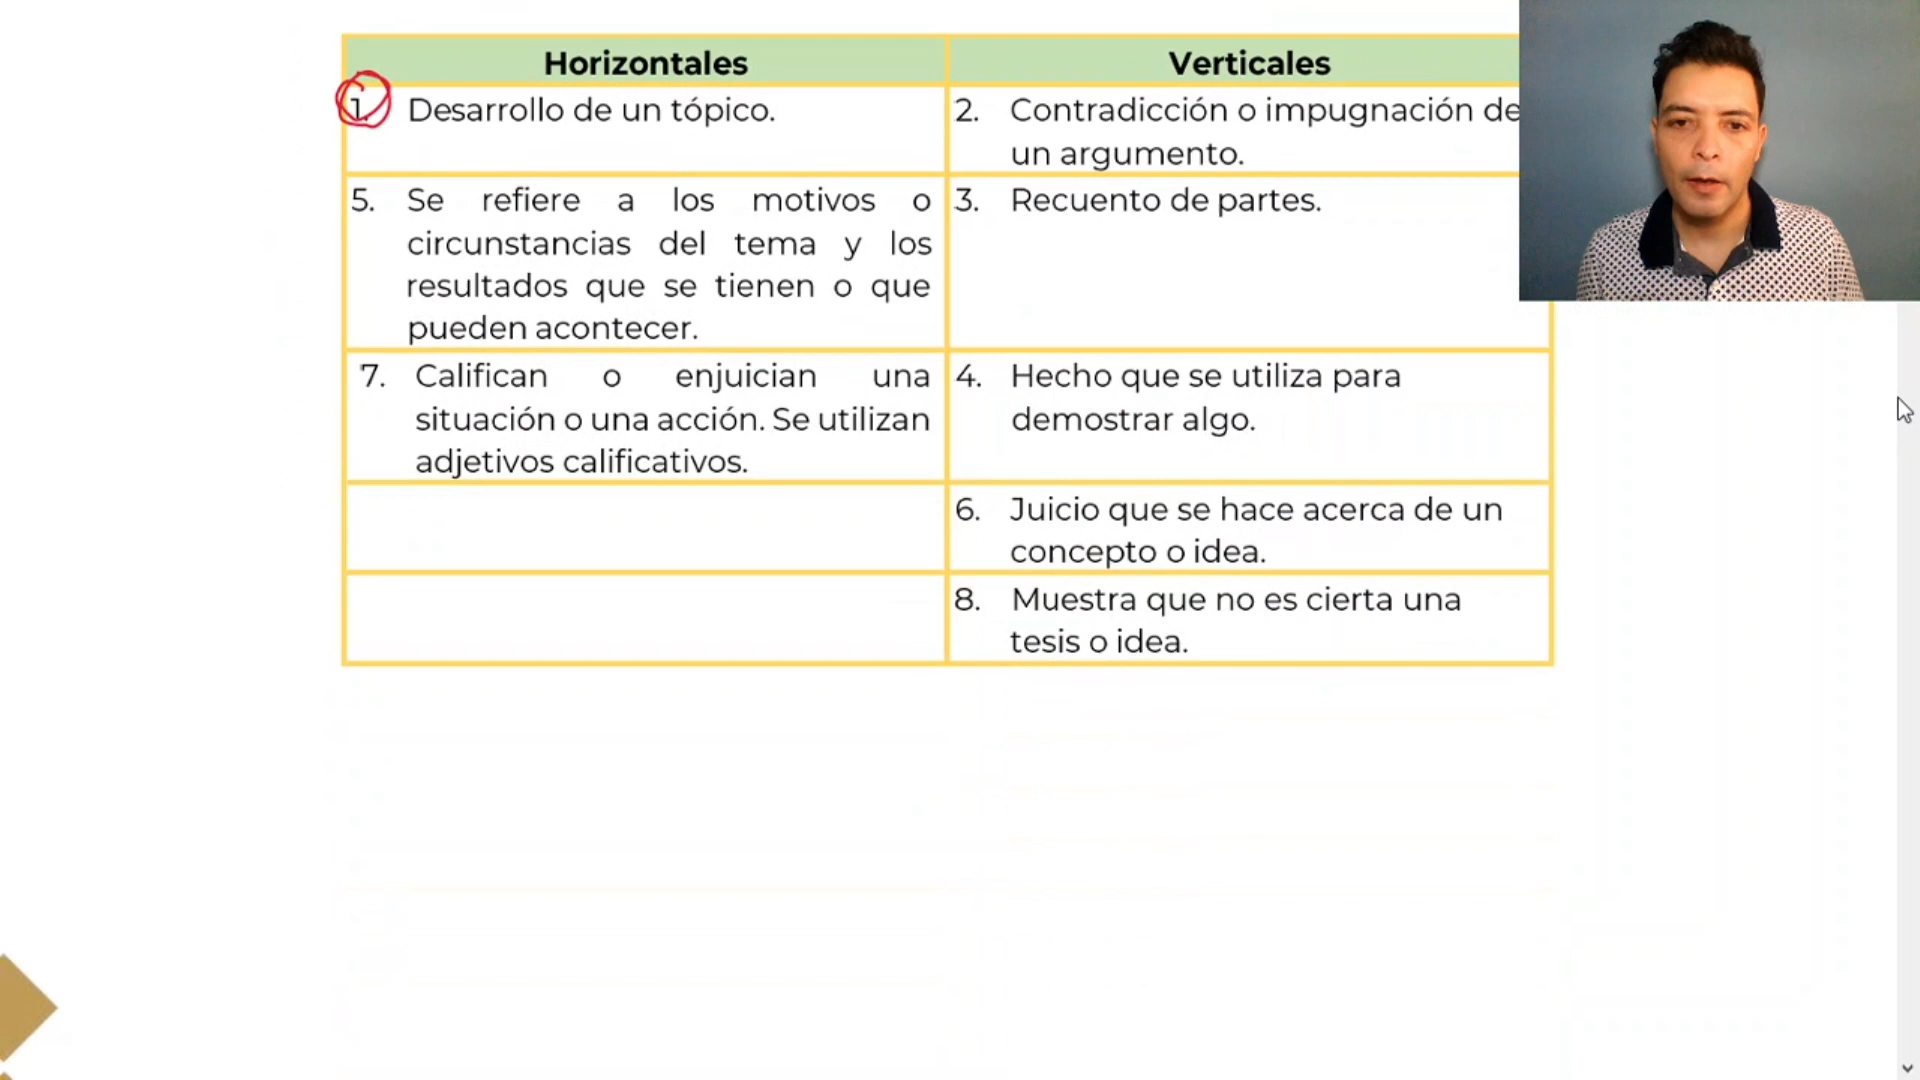 Horizontales
Verticales
1. Desarrollo de un tópico.
2. Contradicción o impugnación de
un argumento.
5. Se refiere a los motivos o
circunstancias del tema y los
resultados que se tienen o que
pueden acontecer.
3. Recuento de partes.
7. Califican o enjuician una
situación o una acción. Se utilizan
adjetivos calificativos.
4. Hecho que se utiliza para
demostrar algo.
6. Juicio que se hace acerca de un
concepto o idea.
8. Muestra que no es cierta una
tesis o idea.